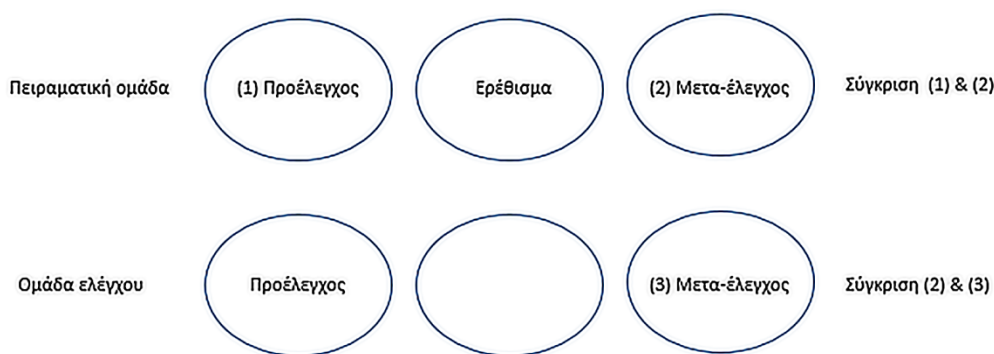 Πειραματική ομάδα
(1) Προέλεγχος
Ερέθισμα
(2) Μετα-έλεγχος
Σύγκριση (1) & (2)
Ομάδα ελέγχου
Προέλεγχος
(3) Μετα-έλεγχος
Σύγκριση (2) & (3)